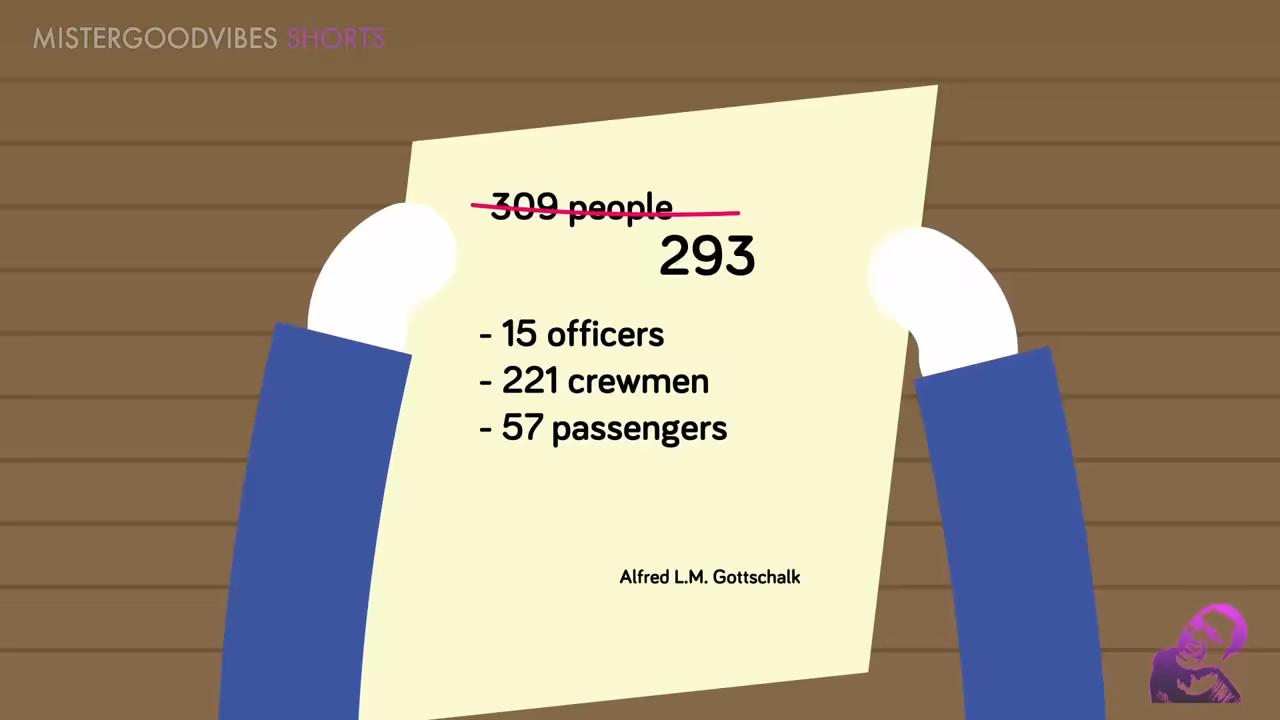 MISTERGOODVIBES SHORTS
309 people
293
- 15 officers
- 221 crewmen
- 57 passengers
Alfred L.M. Gottschalk